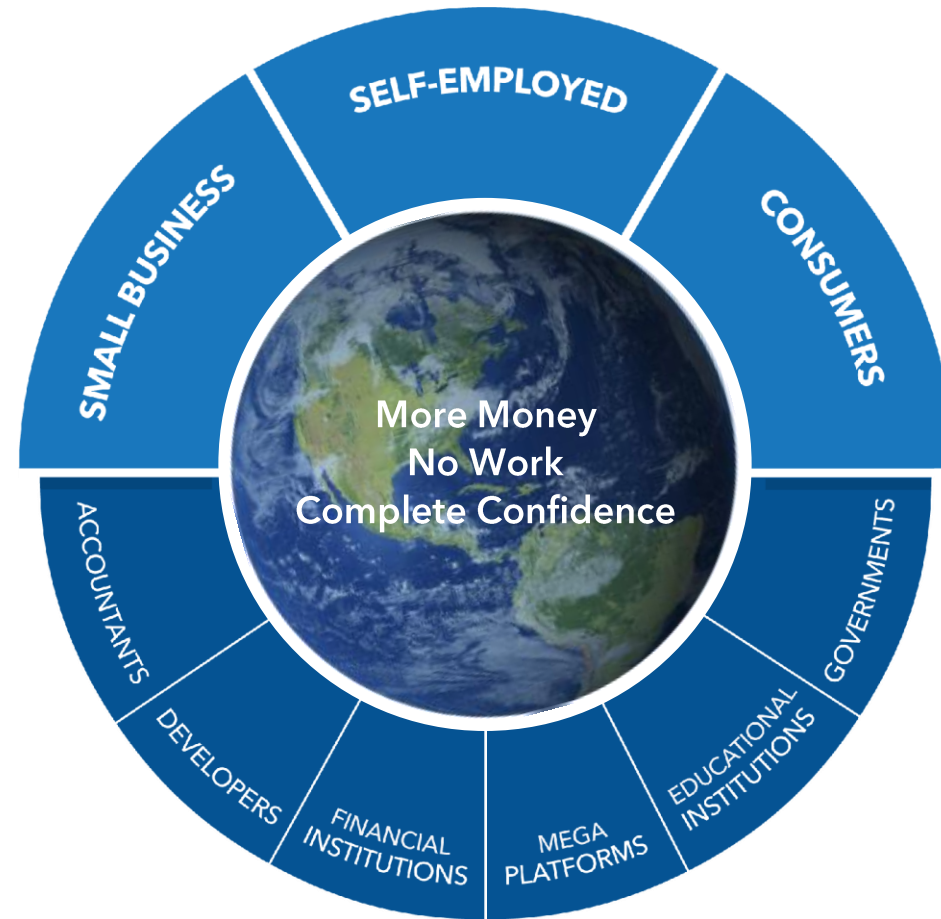 SELF-EMPLOYED
SMALL BUSINESS
CONSUMERS
More Money
No Work
Complete Confidence
ACCOUNTANTS
DEVELOPERS
FINANCIAL
INSTITUTIONS
MEGA
PLATFORMS
EDUCATIONAL
INSTITUTIONS
GOVERNMENTS